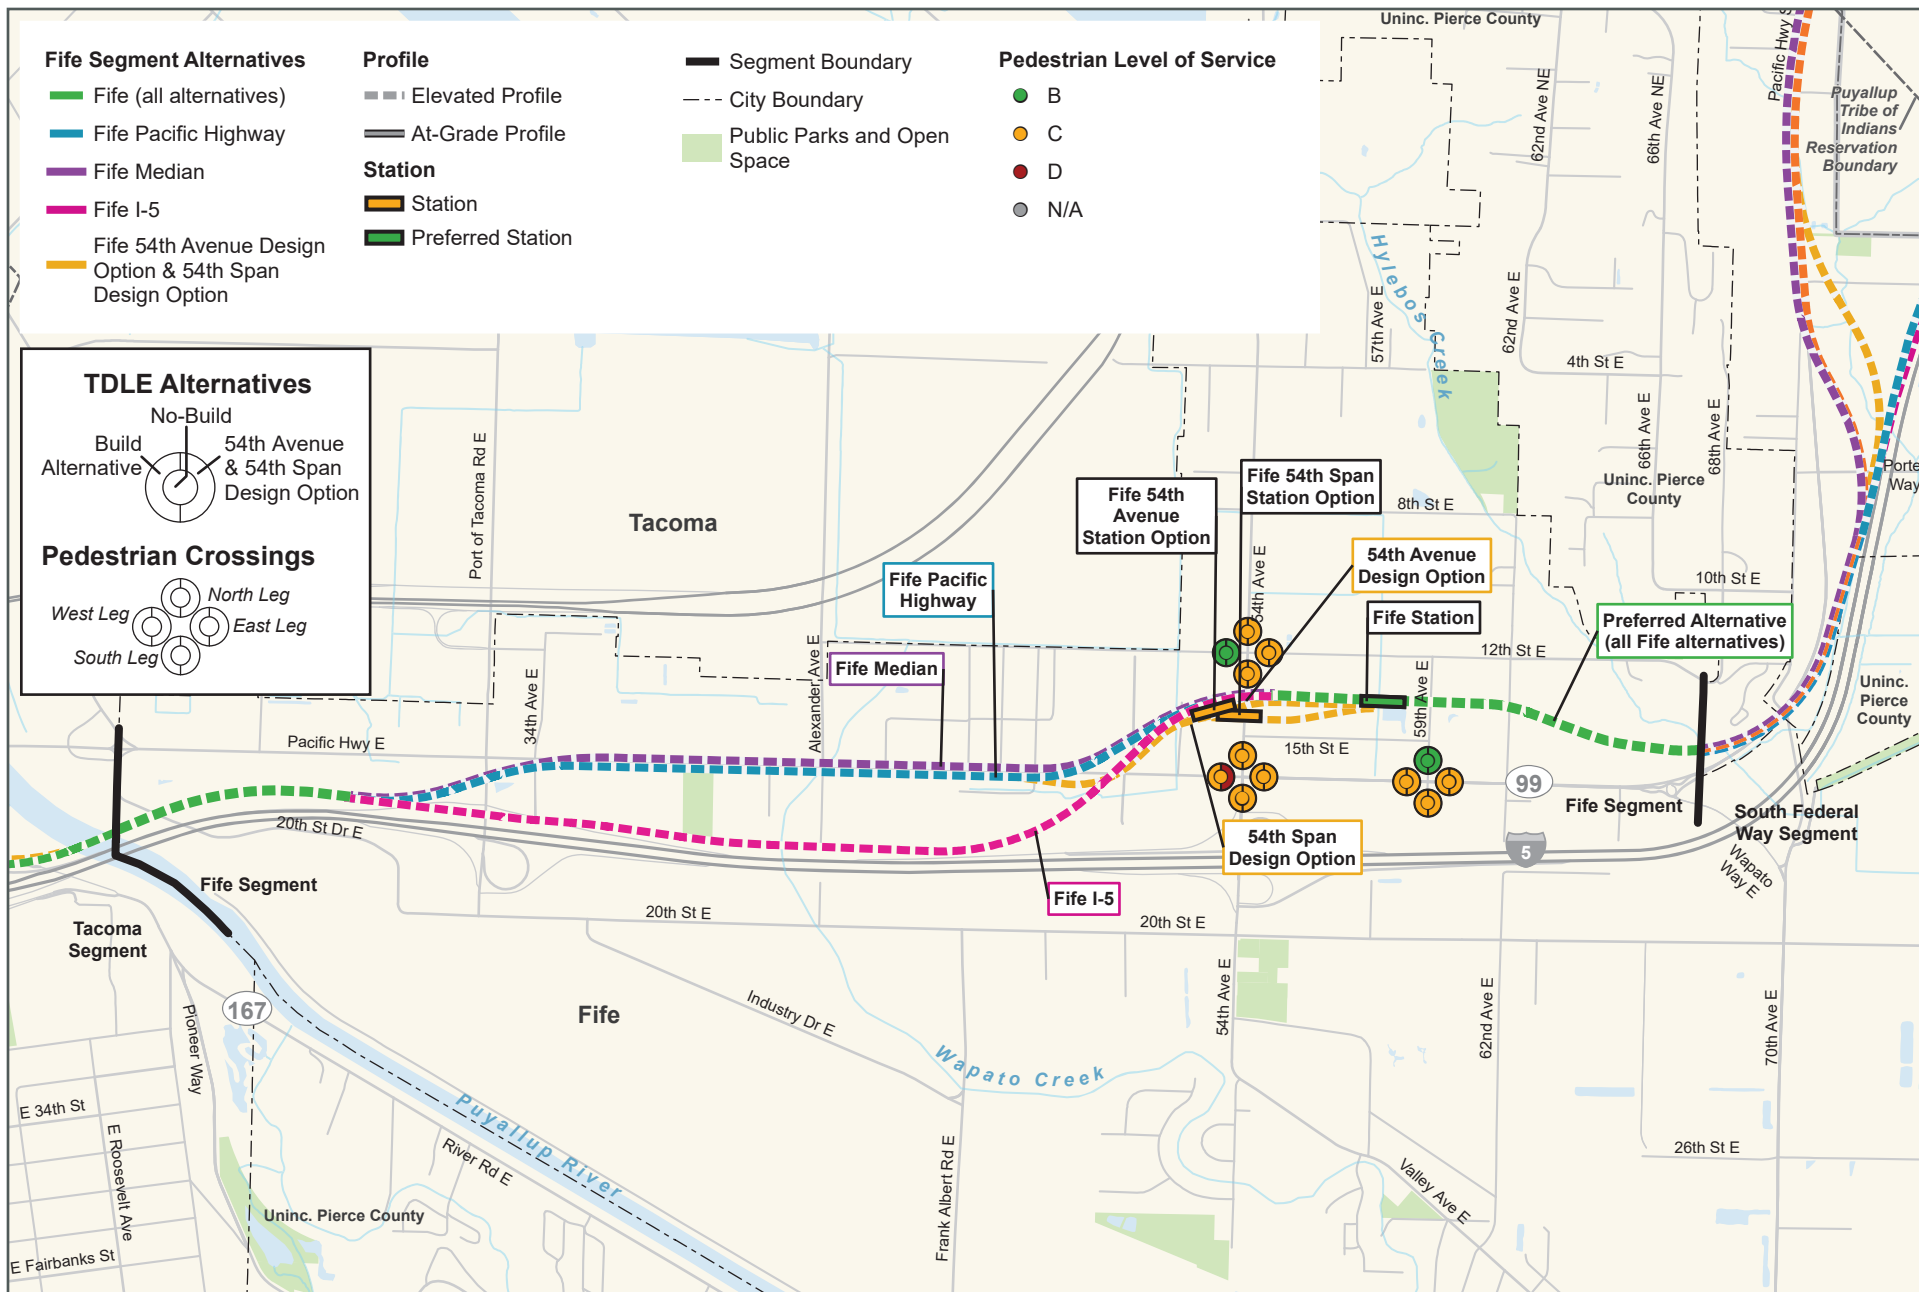 Fife Segment Alternatives
Fife (all alternatives)
Fife Pacific Highway
Fife Median
Fife I-5
Fife 54th Avenue Design
Option & 54th Span
Design Option
Profile
Elevated Profile
At-Grade Profile
Station
Station
Preferred Station
Segment Boundary
City Boundary
Public Parks and Open
Space
Pedestrian Level of Service
B
C
D
N/A
TDLE Alternatives
No-Build
Build
Alternative
54th Avenue
& 54th Span
Design Option
Pedestrian Crossings
North Leg
West Leg
East Leg
South Leg
Uninc. Pierce County
62nd Ave NE
66th Ave NE
Pacific Hwy S
Puyallup
Tribe of
Indians
Reservation
Boundary
Hylebos Creek
57th Ave E
62nd Ave E
4th St E
66th Ave E
68th Ave E
Uninc. Pierce
County
Porte
Way
8th St E
10th St E
Port of Tacoma Rd E
Tacoma
Fife 54th
Avenue
Station Option
Fife 54th Span
Station Option
54th Ave E
54th Avenue
Design Option
Fife Station
Preferred Alternative
(all Fife alternatives)
Fife Pacific
Highway
Fife Median
12th St E
34th Ave E
Alexander Ave E
59th Ave E
Uninc.
Pierce
County
Pacific Hwy E
15th St E
99
Fife Segment
South Federal
Way Segment
20th St Dr E
54th Span
Design Option
5
Wapato
Way E
Fife Segment
Fife I-5
20th St E
20th St E
Tacoma
Segment
167
Fife
Industry Dr E
Wapato Creek
54th Ave E
62nd Ave E
70th Ave E
Pioneer Way
E 34th St
E Roosevelt Ave
Puyallup River
River Rd E
Frank Albert Rd E
Valley Ave E
26th St E
Uninc. Pierce County
E Fairbanks St